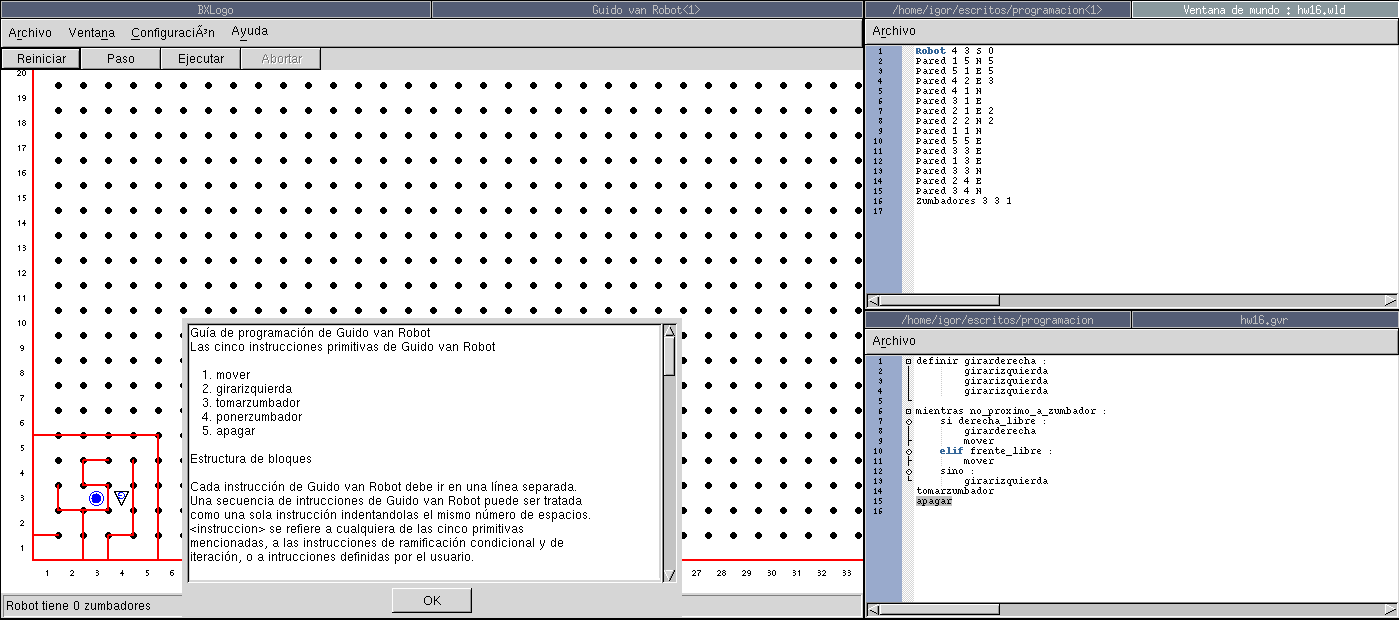 BXLogo
Guido van Robot<1>
Archivo Ventana ConfiguraciÃ³n Ayuda
Reiniciar Paso Ejecutar Abortar
20
19
18
17
16
15
14
13
12
11
10
9
8
7
6
5
4
3
2
1
1 2 3 4 5 6 27 28 29 30 31 32 33
Robot tiene 0 zumbadores
Guía de programación de Guido van Robot
Las cinco instrucciones primitivas de Guido van Robot
1. mover
2. girarizquierda
3. tomarzumbador
4. ponerzumbador
5. apagar
Estructura de bloques
Cada instrucción de Guido van Robot debe ir en una línea separada.
Una secuencia de intrucciones de Guido van Robot puede ser tratada
como una sola instrucción indentandolas el mismo número de espacios.
<instruccion> se refiere a cualquiera de las cinco primitivas
mencionadas, a las instrucciones de ramificación condicional y de
iteración, o a intrucciones definidas por el usuario.
OK
/home/igor/escritos/programacion<1>
Ventana de mundo : hw16.wld
Archivo
1 Robot 4 3 S 0
2 Pared 1 5 N 5
3 Pared 5 1 E 5
4 Pared 4 2 E 3
5 Pared 4 1 N
6 Pared 3 1 E
7 Pared 2 1 E 2
8 Pared 2 2 N 2
9 Pared 1 1 N
10 Pared 5 5 E
11 Pared 3 3 E
12 Pared 1 3 E
13 Pared 3 3 N
14 Pared 2 4 E
15 Pared 3 4 N
16 Zumbadores 3 3 1
17
/home/igor/escritos/programacion
hw16.gvr
Archivo
1 definir girarderecha :
2 girarizquierda
3 girarizquierda
4 girarizquierda
5
6 mientras no_proximo_a_zumbador :
7 si derecha_libre :
8 girarderecha
9 mover
10 elif frente_libre :
11 mover
12 sino :
13 girarizquierda
14 tomarzumbador
15 apagar
16